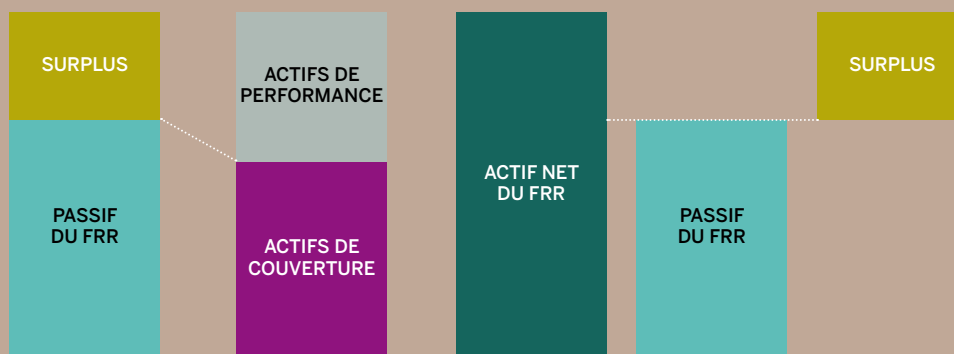 SURPLUS
PASSIF
DU FRR
ACTIFS DE
PERFORMANCE
ACTIFS DE
COUVERTURE
ACTIF NET
DU FRR
PASSIF
DU FRR
SURPLUS